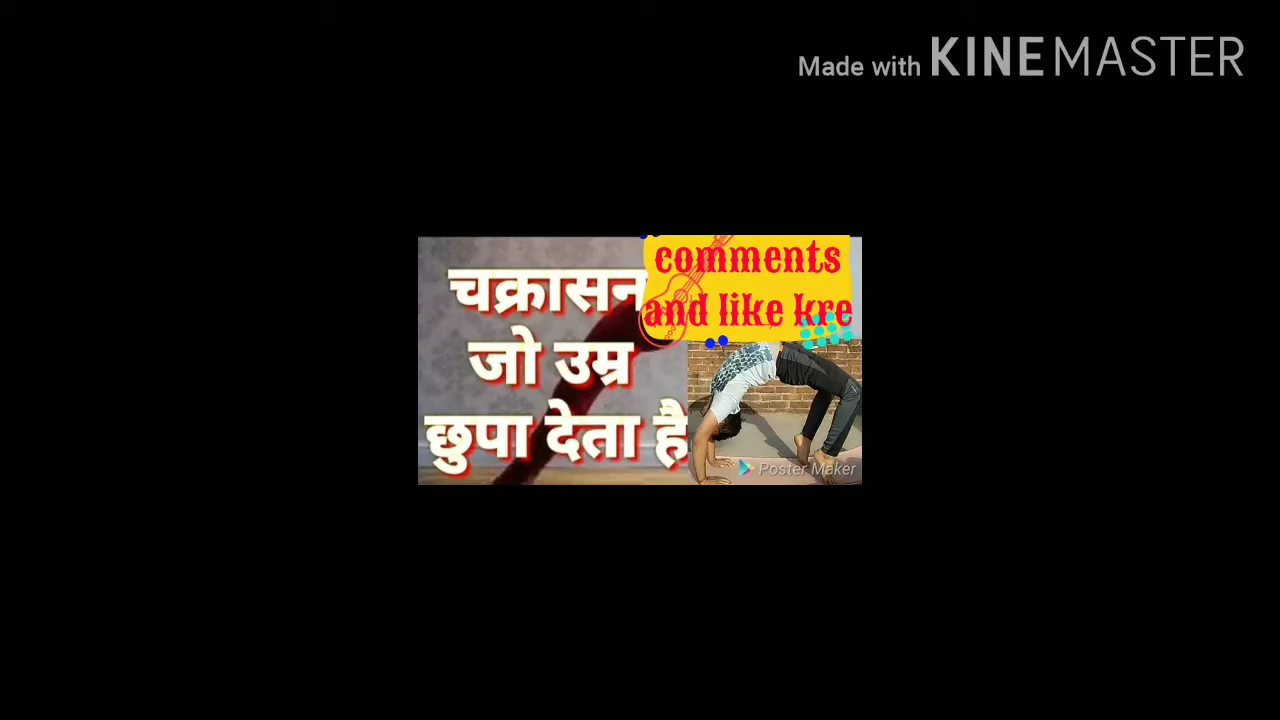 Made with KINEMASTER
comments
and like kre
चक्रासन
जो उम्र
छुपा देता है
Poster Maker